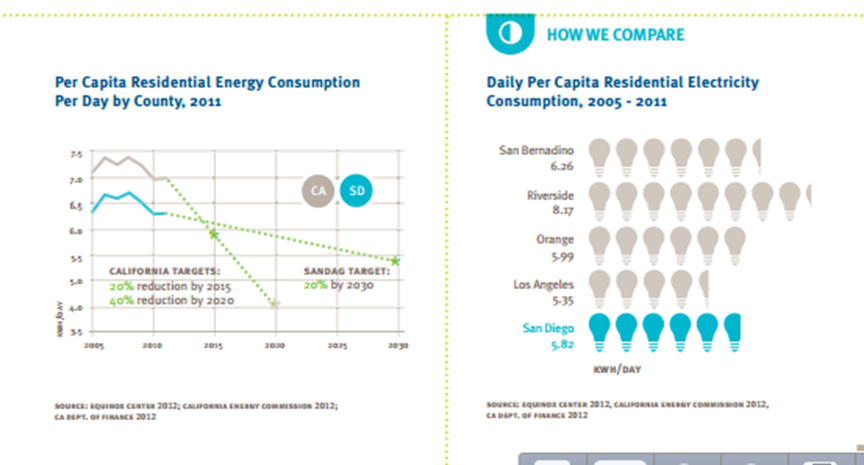 HOW WE COMPARE
Per Capita Residential Energy Consumption
Per Day by County, 2011
7.5
7.0
6.5
6.0
5.5
5.0
4.0
3.5
KWH/DAY
CA
SD
CALIFORNIA TARGETS:
20% reduction by 2015
40% reduction by 2020
SANDAG TARGET:
20% by 2030
2005
2010
2015
2020
2025
2030
SOURCE: EQUINOX CENTER 2012; CALIFORNIA ENERGY COMMISSION 2012;
CA DEPT. OF FINANCE 2012
Daily Per Capita Residential Electricity
Consumption, 2005 - 2011
San Bernadino
6.26
Riverside
8.17
Orange
5.99
Los Angeles
5.35
San Diego
5.82
KWH/DAY
SOURCE: EQUINOX CENTER 2012, CALIFORNIA ENERGY COMMISSION 2012,
CA DEPT. OF FINANCE 2012